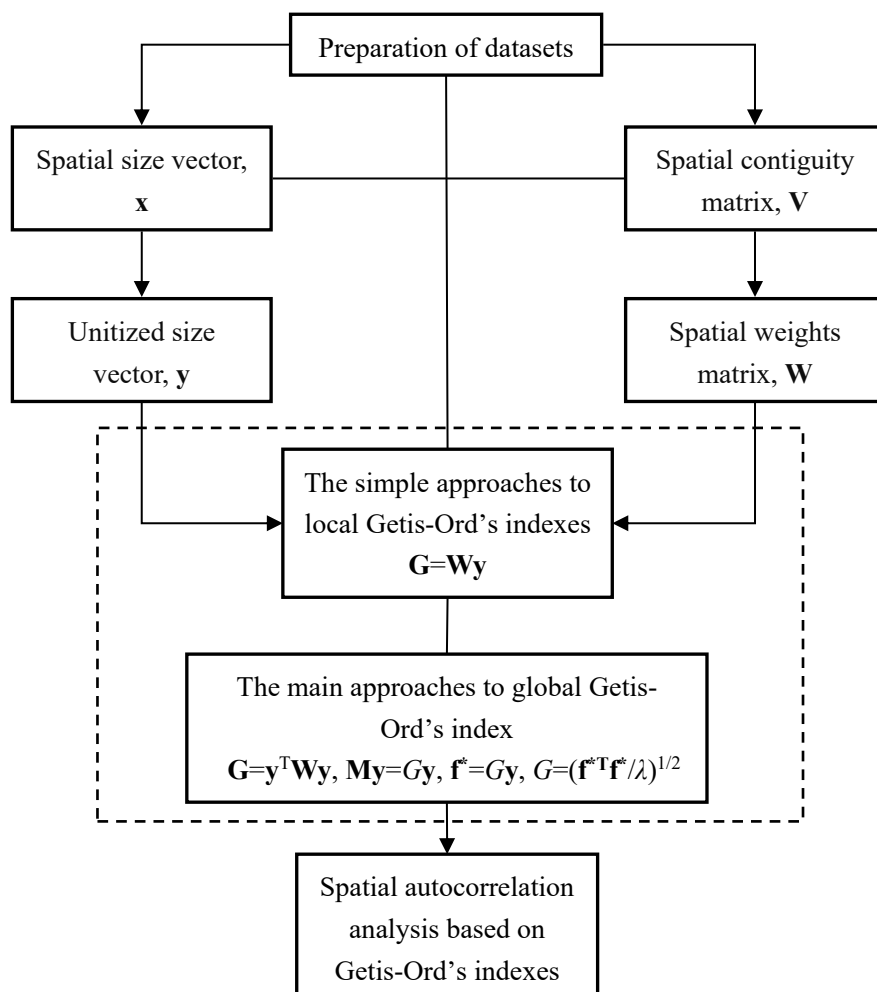 Preparation of datasets
Spatial size vector,
x
Spatial contiguity
matrix, V
Unitized size
vector, y
Spatial weights
matrix, W
The simple approaches to
local Getis-Ord’s indexes
G=Wy
The main approaches to global Getis-
Ord’s index
G=yᵀWy, My=Gy, f*=Gy, G=(f*ᵀf*/λ)¹/²
Spatial autocorrelation
analysis based on
Getis-Ord’s indexes